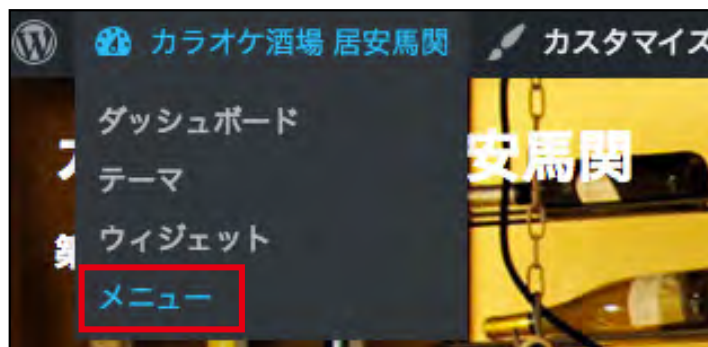 カラオケ酒場 居安馬関 カスタマイズ
ダッシュボード
安馬関
テーマ
ウィジェット
メニュー